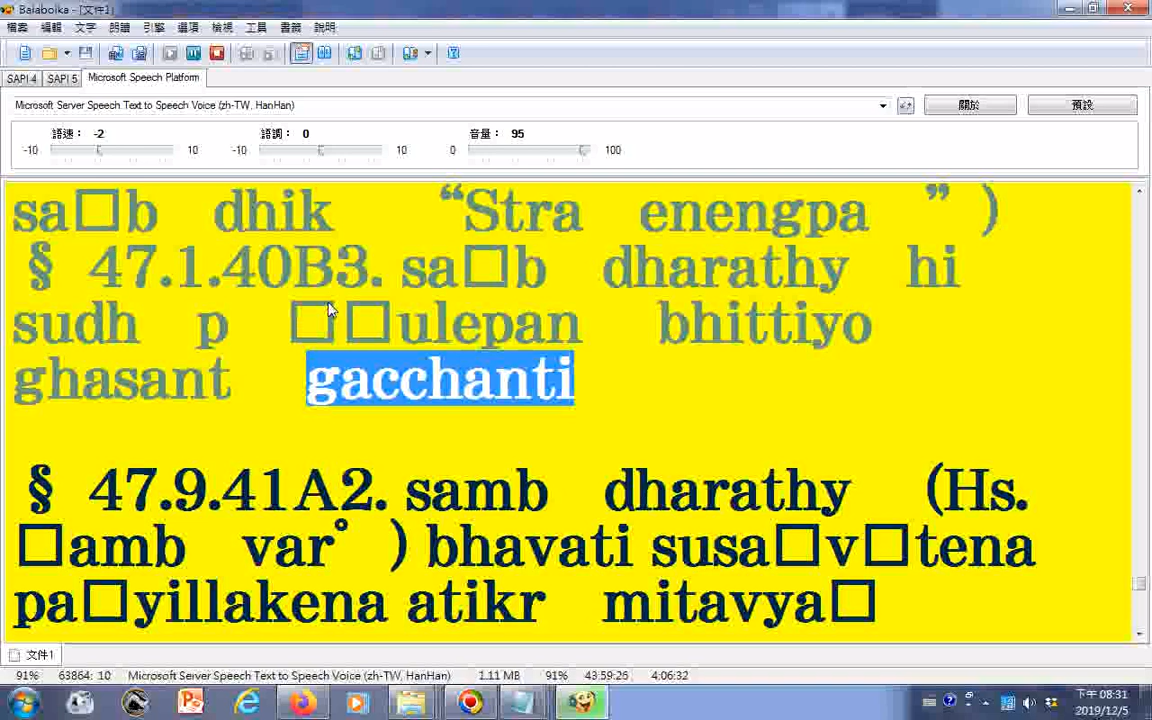 Balabolka - [文件1]
檔案 編輯 文字 朗讀 引擎 選項 檢視 工具 書籤 說明
SAPI 4 SAPI 5 Microsoft Speech Platform
Microsoft Server Speech Text to Speech Voice (zh-TW, HanHan) 關於 預設
語速： -2 語調： 0 音量： 95
-10 10 -10 10 0 100
sa□b dhik “Stra enengpa ” )
§ 47.1.40B3. sa□b dharathy hi
sudh p □□ulepan bhittiyo
ghasant gacchanti
§ 47.9.41A2. samb dharathy (Hs.
□amb var° ) bhavati susa□v□tena
pa□yillakena atikr mitavya□
文件1
91% 63864: 10 Microsoft Server Speech Text to Speech Voice (zh-TW, HanHan) 1.11 MB 91% 43:59:26 4:06:32
下午 08:31
2019/12/5